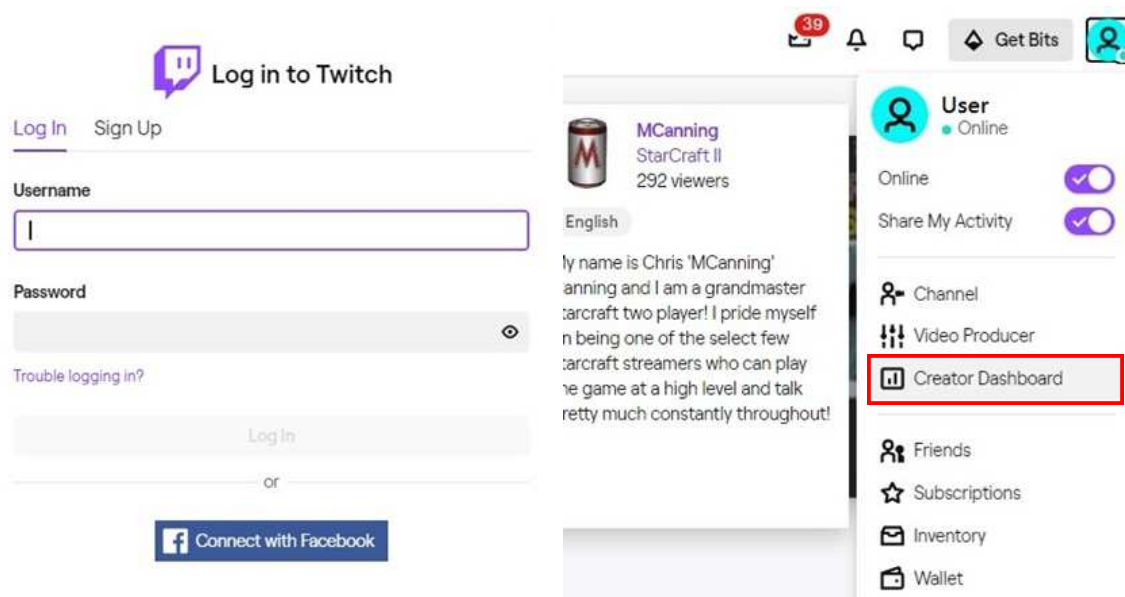 Log in to Twitch
Log In Sign Up
Username
Password
Trouble logging in?
Log In
or
Connect with Facebook
39
Get Bits
MCanning
StarCraft II
292 viewers
English
My name is Chris 'MCanning'
anning and I am a grandmaster
tarcraft two player! I pride myself
n being one of the select few
tarcraft streamers who can play
he game at a high level and talk
retty much constantly throughout!
User
Online
Online
Share My Activity
Channel
Video Producer
Creator Dashboard
Friends
Subscriptions
Inventory
Wallet